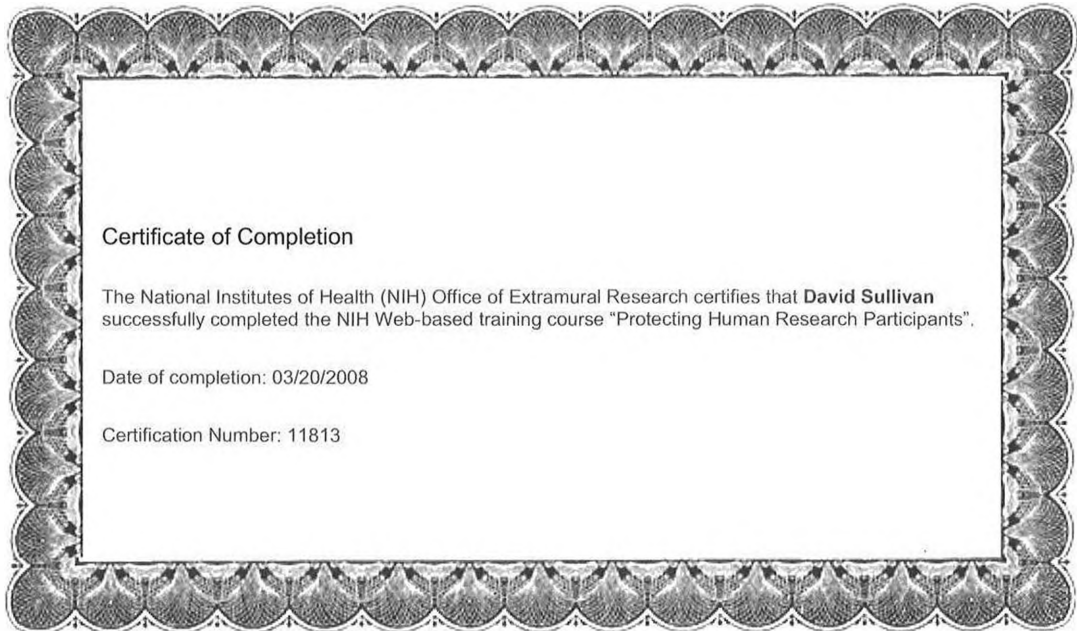 Certificate of Completion
The National Institutes of Health (NIH) Office of Extramural Research certifies that David Sullivan
successfully completed the NIH Web-based training course “Protecting Human Research Participants”.
Date of completion: 03/20/2008
Certification Number: 11813